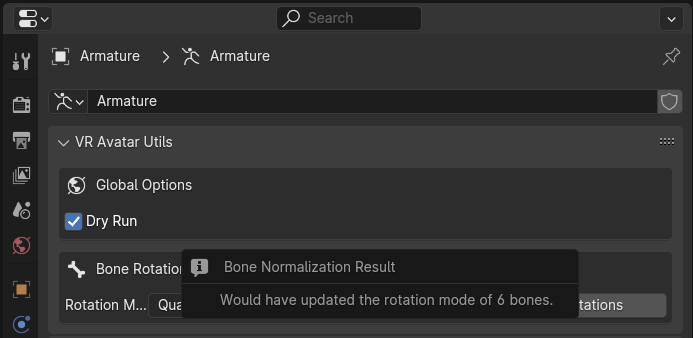 Search
Armature
Armature
Armature
VR Avatar Utils
Global Options
Dry Run
Bone Rotation
Bone Normalization Result
Would have updated the rotation mode of 6 bones.
Rotation M... Qua
tations